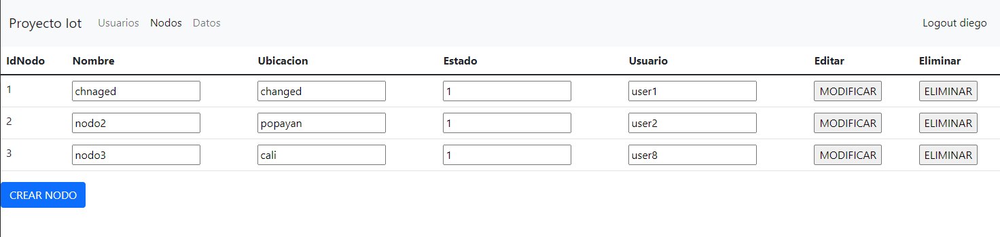 Proyecto Iot Usuarios Nodos Datos Logout diego
IdNodo Nombre Ubicacion Estado Usuario Editar Eliminar
1 chnaged changed 1 user1 MODIFICAR ELIMINAR
2 nodo2 popayan 1 user2 MODIFICAR ELIMINAR
3 nodo3 cali 1 user8 MODIFICAR ELIMINAR
CREAR NODO